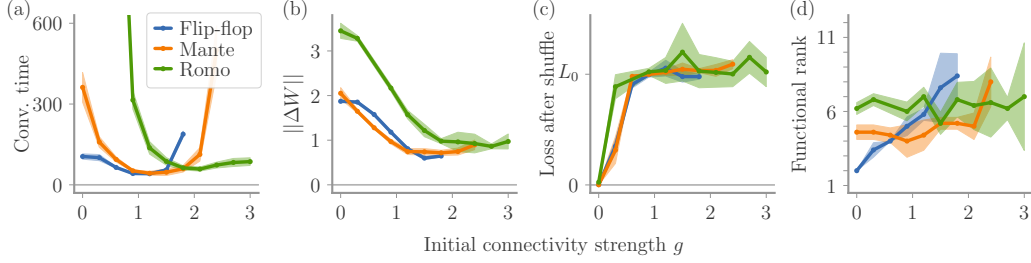 (a)
Conv. time
600
300
0
0
1
2
3
Flip-flop
Mante
Romo
(b)
||ΔW||
3
2
1
0
0
1
2
3
(c)
Loss after shuffle
L₀
0
0
1
2
3
(d)
Functional rank
11
6
1
0
1
2
3
Initial connectivity strength g